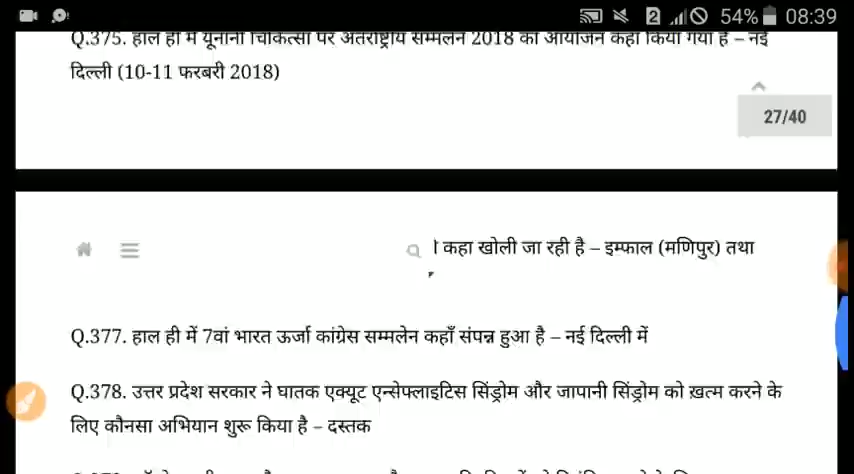 2 54% 08:39
Q.375. हाल ही में यूनानी चिकित्सा पर अंतर्राष्ट्रीय सम्मेलन 2018 का आयोजन कहाँ किया गया है – नई
दिल्ली (10-11 फरबरी 2018)
27/40
कहा खोली जा रही है – इम्फाल (मणिपुर) तथा
Q.377. हाल ही में 7वां भारत ऊर्जा कांग्रेस सम्मलेन कहाँ संपन्न हुआ है – नई दिल्ली में
Q.378. उत्तर प्रदेश सरकार ने घातक एक्यूट एन्सेफ्लाइटिस सिंड्रोम और जापानी सिंड्रोम को ख़त्म करने के
लिए कौनसा अभियान शुरू किया है – दस्तक